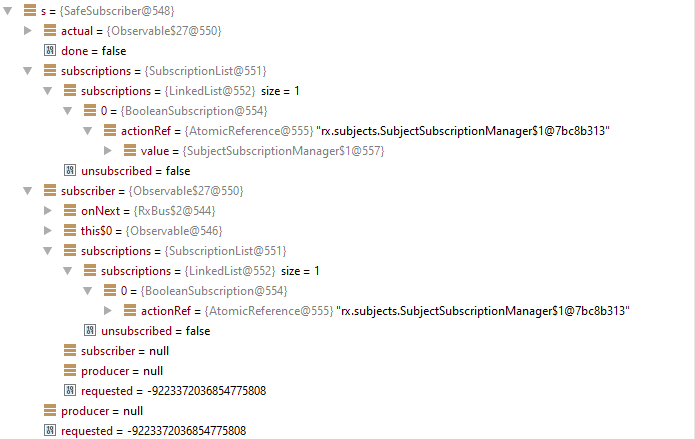 s = {SafeSubscriber@548}
actual = {Observable$27@550}
done = false
subscriptions = {SubscriptionList@551}
subscriptions = {LinkedList@552} size = 1
0 = {BooleanSubscription@554}
actionRef = {AtomicReference@555} "rx.subjects.SubjectSubscriptionManager$1@7bc8b313"
value = {SubjectSubscriptionManager$1@557}
unsubscribed = false
subscriber = {Observable$27@550}
onNext = {RxBus$2@544}
this$0 = {Observable@546}
subscriptions = {SubscriptionList@551}
subscriptions = {LinkedList@552} size = 1
0 = {BooleanSubscription@554}
actionRef = {AtomicReference@555} "rx.subjects.SubjectSubscriptionManager$1@7bc8b313"
unsubscribed = false
subscriber = null
producer = null
requested = -9223372036854775808
producer = null
requested = -9223372036854775808